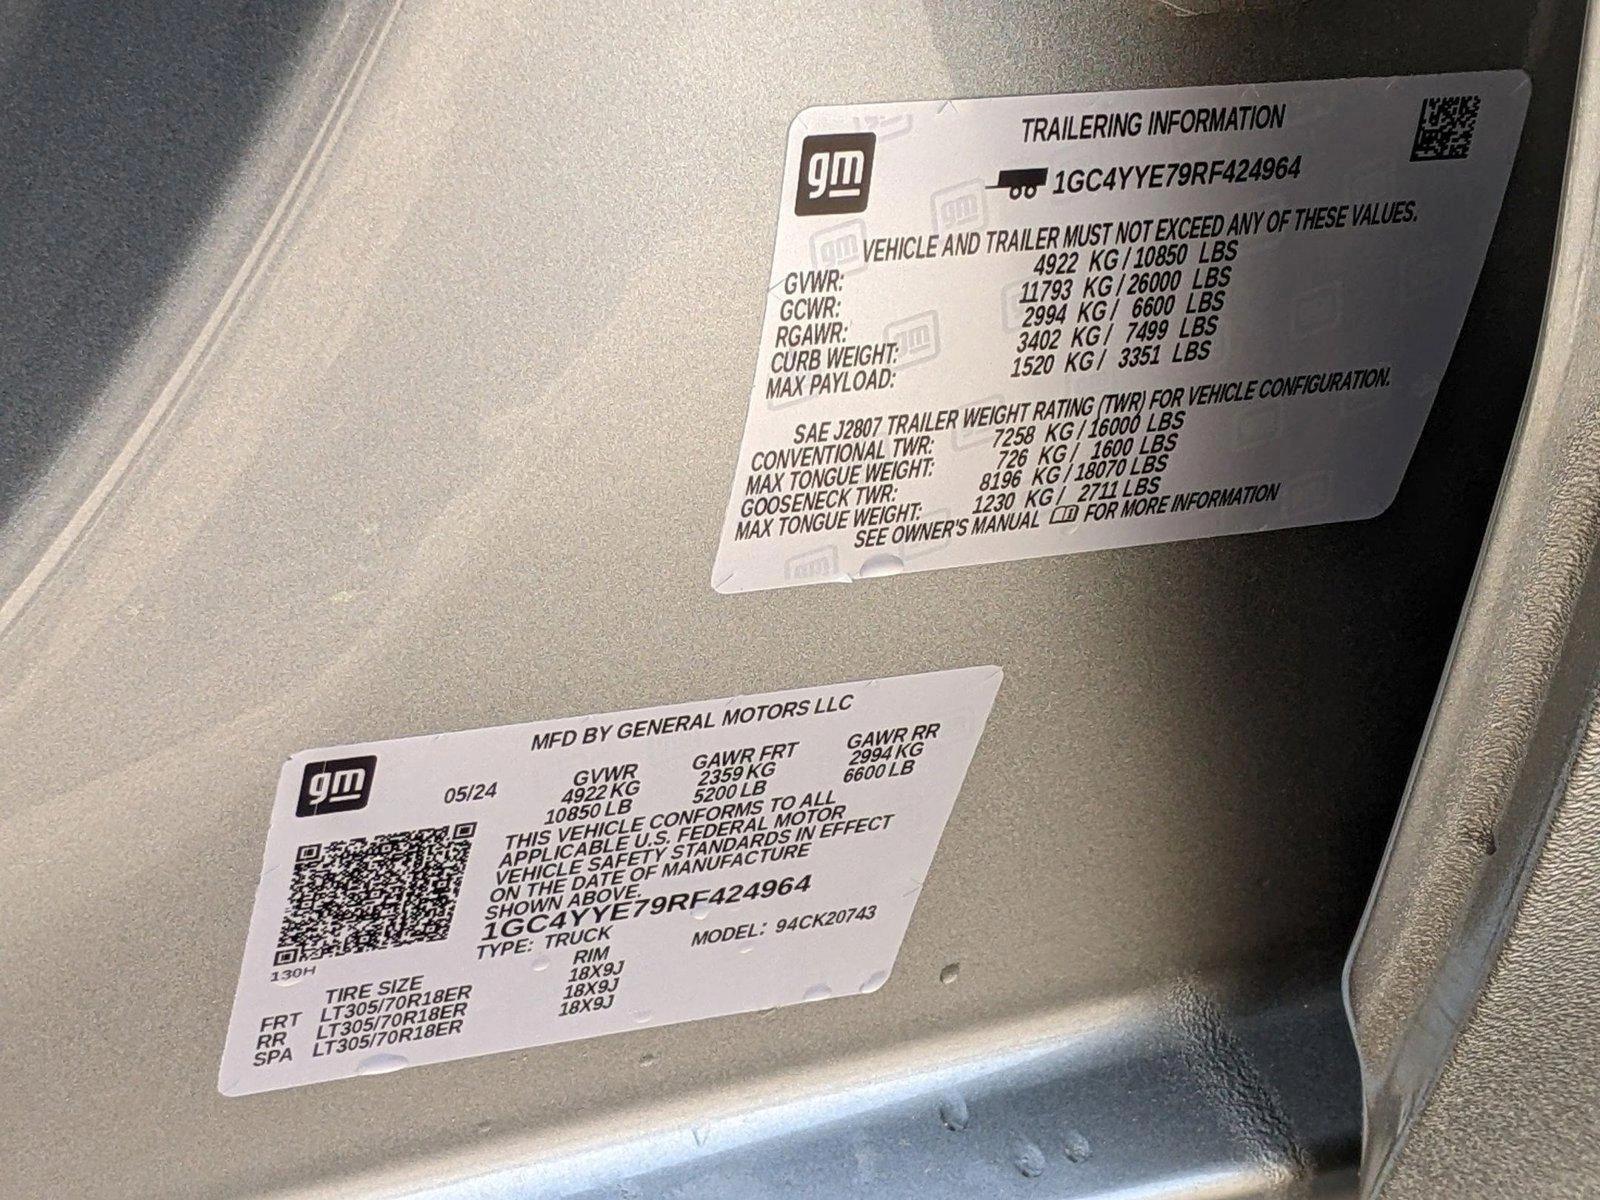 gm
TRAILERING INFORMATION
1GC4YYE79RF424964
VEHICLE AND TRAILER MUST NOT EXCEED ANY OF THESE VALUES.
GVWR: 4922 KG / 10850 LBS
GCWR: 11793 KG / 26000 LBS
RGAWR: 2994 KG / 6600 LBS
CURB WEIGHT: 3402 KG / 7499 LBS
MAX PAYLOAD: 1520 KG / 3351 LBS
SAE J2807 TRAILER WEIGHT RATING (TWR) FOR VEHICLE CONFIGURATION.
CONVENTIONAL TWR: 7258 KG / 16000 LBS
MAX TONGUE WEIGHT: 726 KG / 1600 LBS
GOOSENECK TWR: 8196 KG / 18070 LBS
MAX TONGUE WEIGHT: 1230 KG / 2711 LBS
SEE OWNER'S MANUAL FOR MORE INFORMATION
gm
MFD BY GENERAL MOTORS LLC
05/24 GVWR GAWR FRT GAWR RR
4922 KG 2359 KG 2994 KG
10850 LB 5200 LB 6600 LB
THIS VEHICLE CONFORMS TO ALL
APPLICABLE U.S. FEDERAL MOTOR
VEHICLE SAFETY STANDARDS IN EFFECT
ON THE DATE OF MANUFACTURE
SHOWN ABOVE.
1GC4YYE79RF424964
TYPE: TRUCK MODEL: 94CK20743
130H
TIRE SIZE RIM
FRT LT305/70R18ER 18X9J
RR LT305/70R18ER 18X9J
SPA LT305/70R18ER 18X9J